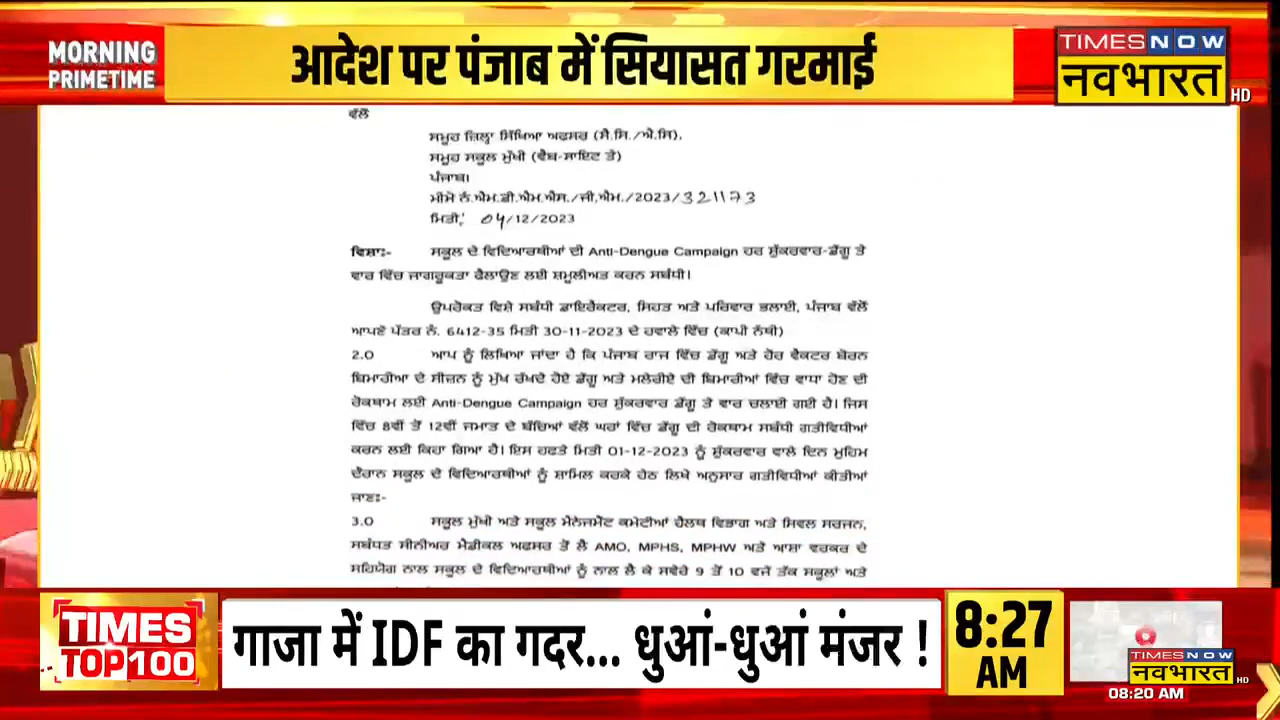 MORNING
PRIMETIME
आदेश पर पंजाब में सियासत गरमाई
TIMES NOW
नवभारत
HD
ਵੱਲੋਂ
ਸਮੂਹ ਜ਼ਿਲ੍ਹਾ ਸਿੱਖਿਆ ਅਫਸਰ (ਸੈ.ਸਿ./ਐ.ਸਿ),
ਸਮੂਹ ਸਕੂਲ ਮੁੱਖੀ (ਵੈਬ-ਸਾਇਟ ਤੇ)
ਪੰਜਾਬ।
ਮੀਮੋ ਨੰ.ਐਮ.ਡੀ.ਐਮ.ਐਸ./ਜੀ.ਐਮ./2023/321173
ਮਿਤੀ: 04/12/2023
ਵਿਸ਼ਾ:- ਸਕੂਲ ਦੇ ਵਿਦਿਆਰਥੀਆਂ ਦੀ Anti-Dengue Campaign ਹਰ ਸ਼ੁੱਕਰਵਾਰ-ਡੇਂਗੂ ਤੇ
ਵਾਰ ਵਿੱਚ ਜਾਗਰੂਕਤਾ ਫੈਲਾਉਣ ਲਈ ਸ਼ਮੂਲੀਅਤ ਕਰਨ ਸਬੰਧੀ।
ਉਪਰੋਕਤ ਵਿਸ਼ੇ ਸਬੰਧੀ ਡਾਇਰੈਕਟਰ, ਸਿਹਤ ਅਤੇ ਪਰਿਵਾਰ ਭਲਾਈ, ਪੰਜਾਬ ਵੱਲੋਂ
ਆਪਣੇ ਪੱਤਰ ਨੰ. 6412-35 ਮਿਤੀ 30-11-2023 ਦੇ ਹਵਾਲੇ ਵਿੱਚ (ਕਾਪੀ ਨੱਥੀ)
2.0 ਆਪ ਨੂੰ ਲਿਖਿਆ ਜਾਂਦਾ ਹੈ ਕਿ ਪੰਜਾਬ ਰਾਜ ਵਿੱਚ ਡੇਂਗੂ ਅਤੇ ਹੋਰ ਵੈਕਟਰ ਬੋਰਨ
ਬਿਮਾਰੀਆ ਦੇ ਸੀਜ਼ਨ ਨੂੰ ਮੁੱਖ ਰੱਖਦੇ ਹੋਏ ਡੇਂਗੂ ਅਤੇ ਮਲੇਰੀਏ ਦੀ ਬਿਮਾਰੀਆਂ ਵਿੱਚ ਵਾਧਾ ਹੋਣ ਦੀ
ਰੋਕਥਾਮ ਲਈ Anti-Dengue Campaign ਹਰ ਸ਼ੁੱਕਰਵਾਰ ਡੇਂਗੂ ਤੇ ਵਾਰ ਚਲਾਈ ਗਈ ਹੈ। ਜਿਸ
ਵਿੱਚ 8ਵੀਂ ਤੋਂ 12ਵੀਂ ਜਮਾਤ ਦੇ ਬੱਚਿਆਂ ਵੱਲੋਂ ਘਰਾਂ ਵਿੱਚ ਡੇਂਗੂ ਦੀ ਰੋਕਥਾਮ ਸਬੰਧੀ ਗਤੀਵਿਧੀਆਂ
ਕਰਨ ਲਈ ਕਿਹਾ ਗਿਆ ਹੈ। ਇਸ ਹਫਤੇ ਮਿਤੀ 01-12-2023 ਨੂੰ ਸ਼ੁੱਕਰਵਾਰ ਵਾਲੇ ਦਿਨ ਮੁਹਿਮ
ਦੌਰਾਨ ਸਕੂਲ ਦੇ ਵਿਦਿਆਰਥੀਆਂ ਨੂੰ ਸ਼ਾਮਿਲ ਕਰਕੇ ਹੇਠ ਲਿਖੇ ਅਨੁਸਾਰ ਗਤੀਵਿਧੀਆਂ ਕੀਤੀਆਂ
ਜਾਣ:-
3.0 ਸਕੂਲ ਮੁੱਖੀ ਅਤੇ ਸਕੂਲ ਮੈਨੇਜਮੈਂਟ ਕਮੇਟੀਆਂ ਹੈਲਥ ਵਿਭਾਗ ਅਤੇ ਸਿਵਲ ਸਰਜਨ,
ਸਬੰਧਤ ਸੀਨੀਅਰ ਮੈਡੀਕਲ ਅਫਸਰ ਤੋਂ ਲੈ AMO, MPHS, MPHW ਅਤੇ ਆਸ਼ਾ ਵਰਕਰ ਦੇ
ਸਹਿਯੋਗ ਨਾਲ ਸਕੂਲ ਦੇ ਵਿਦਿਆਰਥੀਆਂ ਨੂੰ ਨਾਲ ਲੈ ਕੇ ਸਵੇਰੇ 9 ਤੋਂ 10 ਵਜੇ ਤੱਕ ਸਕੂਲਾਂ ਅਤੇ
TIMES
TOP100
गाजा में IDF का गदर... धुआं-धुआं मंजर !
8:27
AM
TIMES NOW
नवभारत
HD
08:20 AM